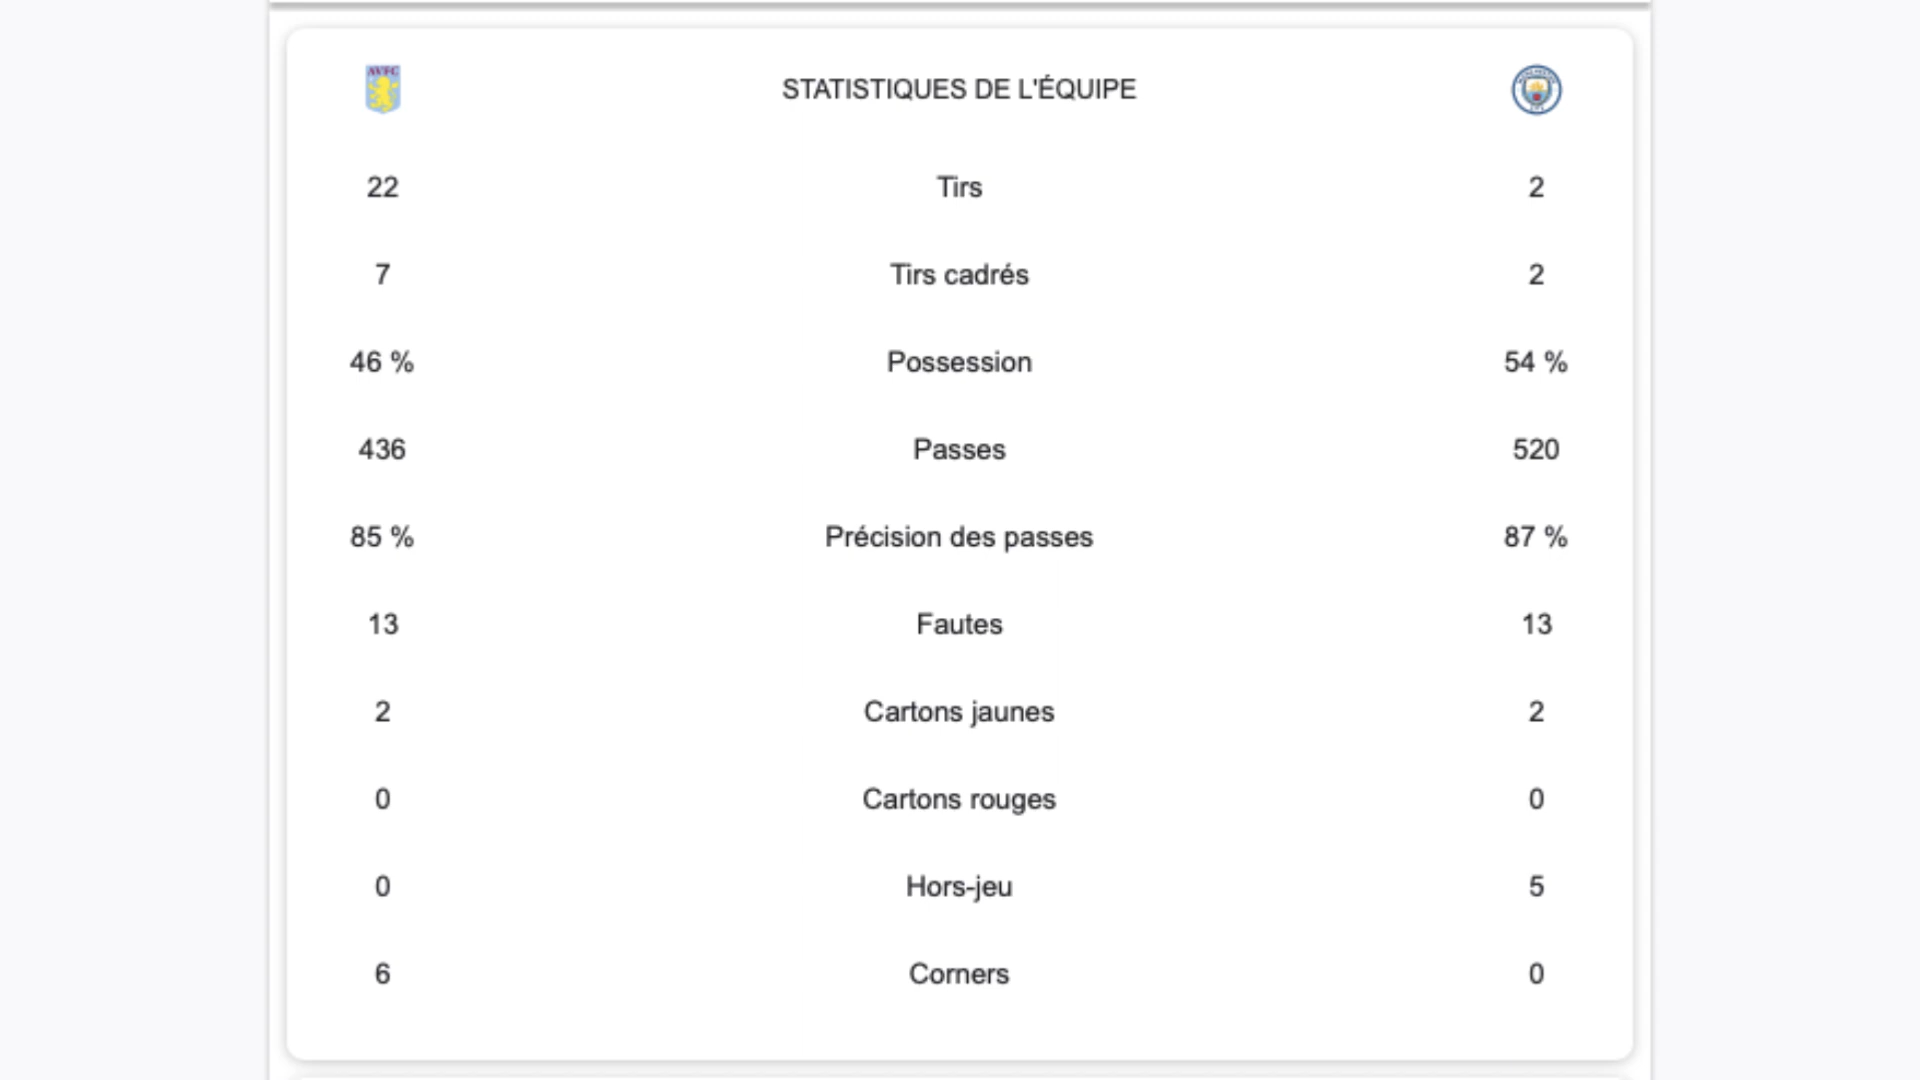 AVFC
STATISTIQUES DE L'ÉQUIPE
22 Tirs 2
7 Tirs cadrés 2
46 % Possession 54 %
436 Passes 520
85 % Précision des passes 87 %
13 Fautes 13
2 Cartons jaunes 2
0 Cartons rouges 0
0 Hors-jeu 5
6 Corners 0